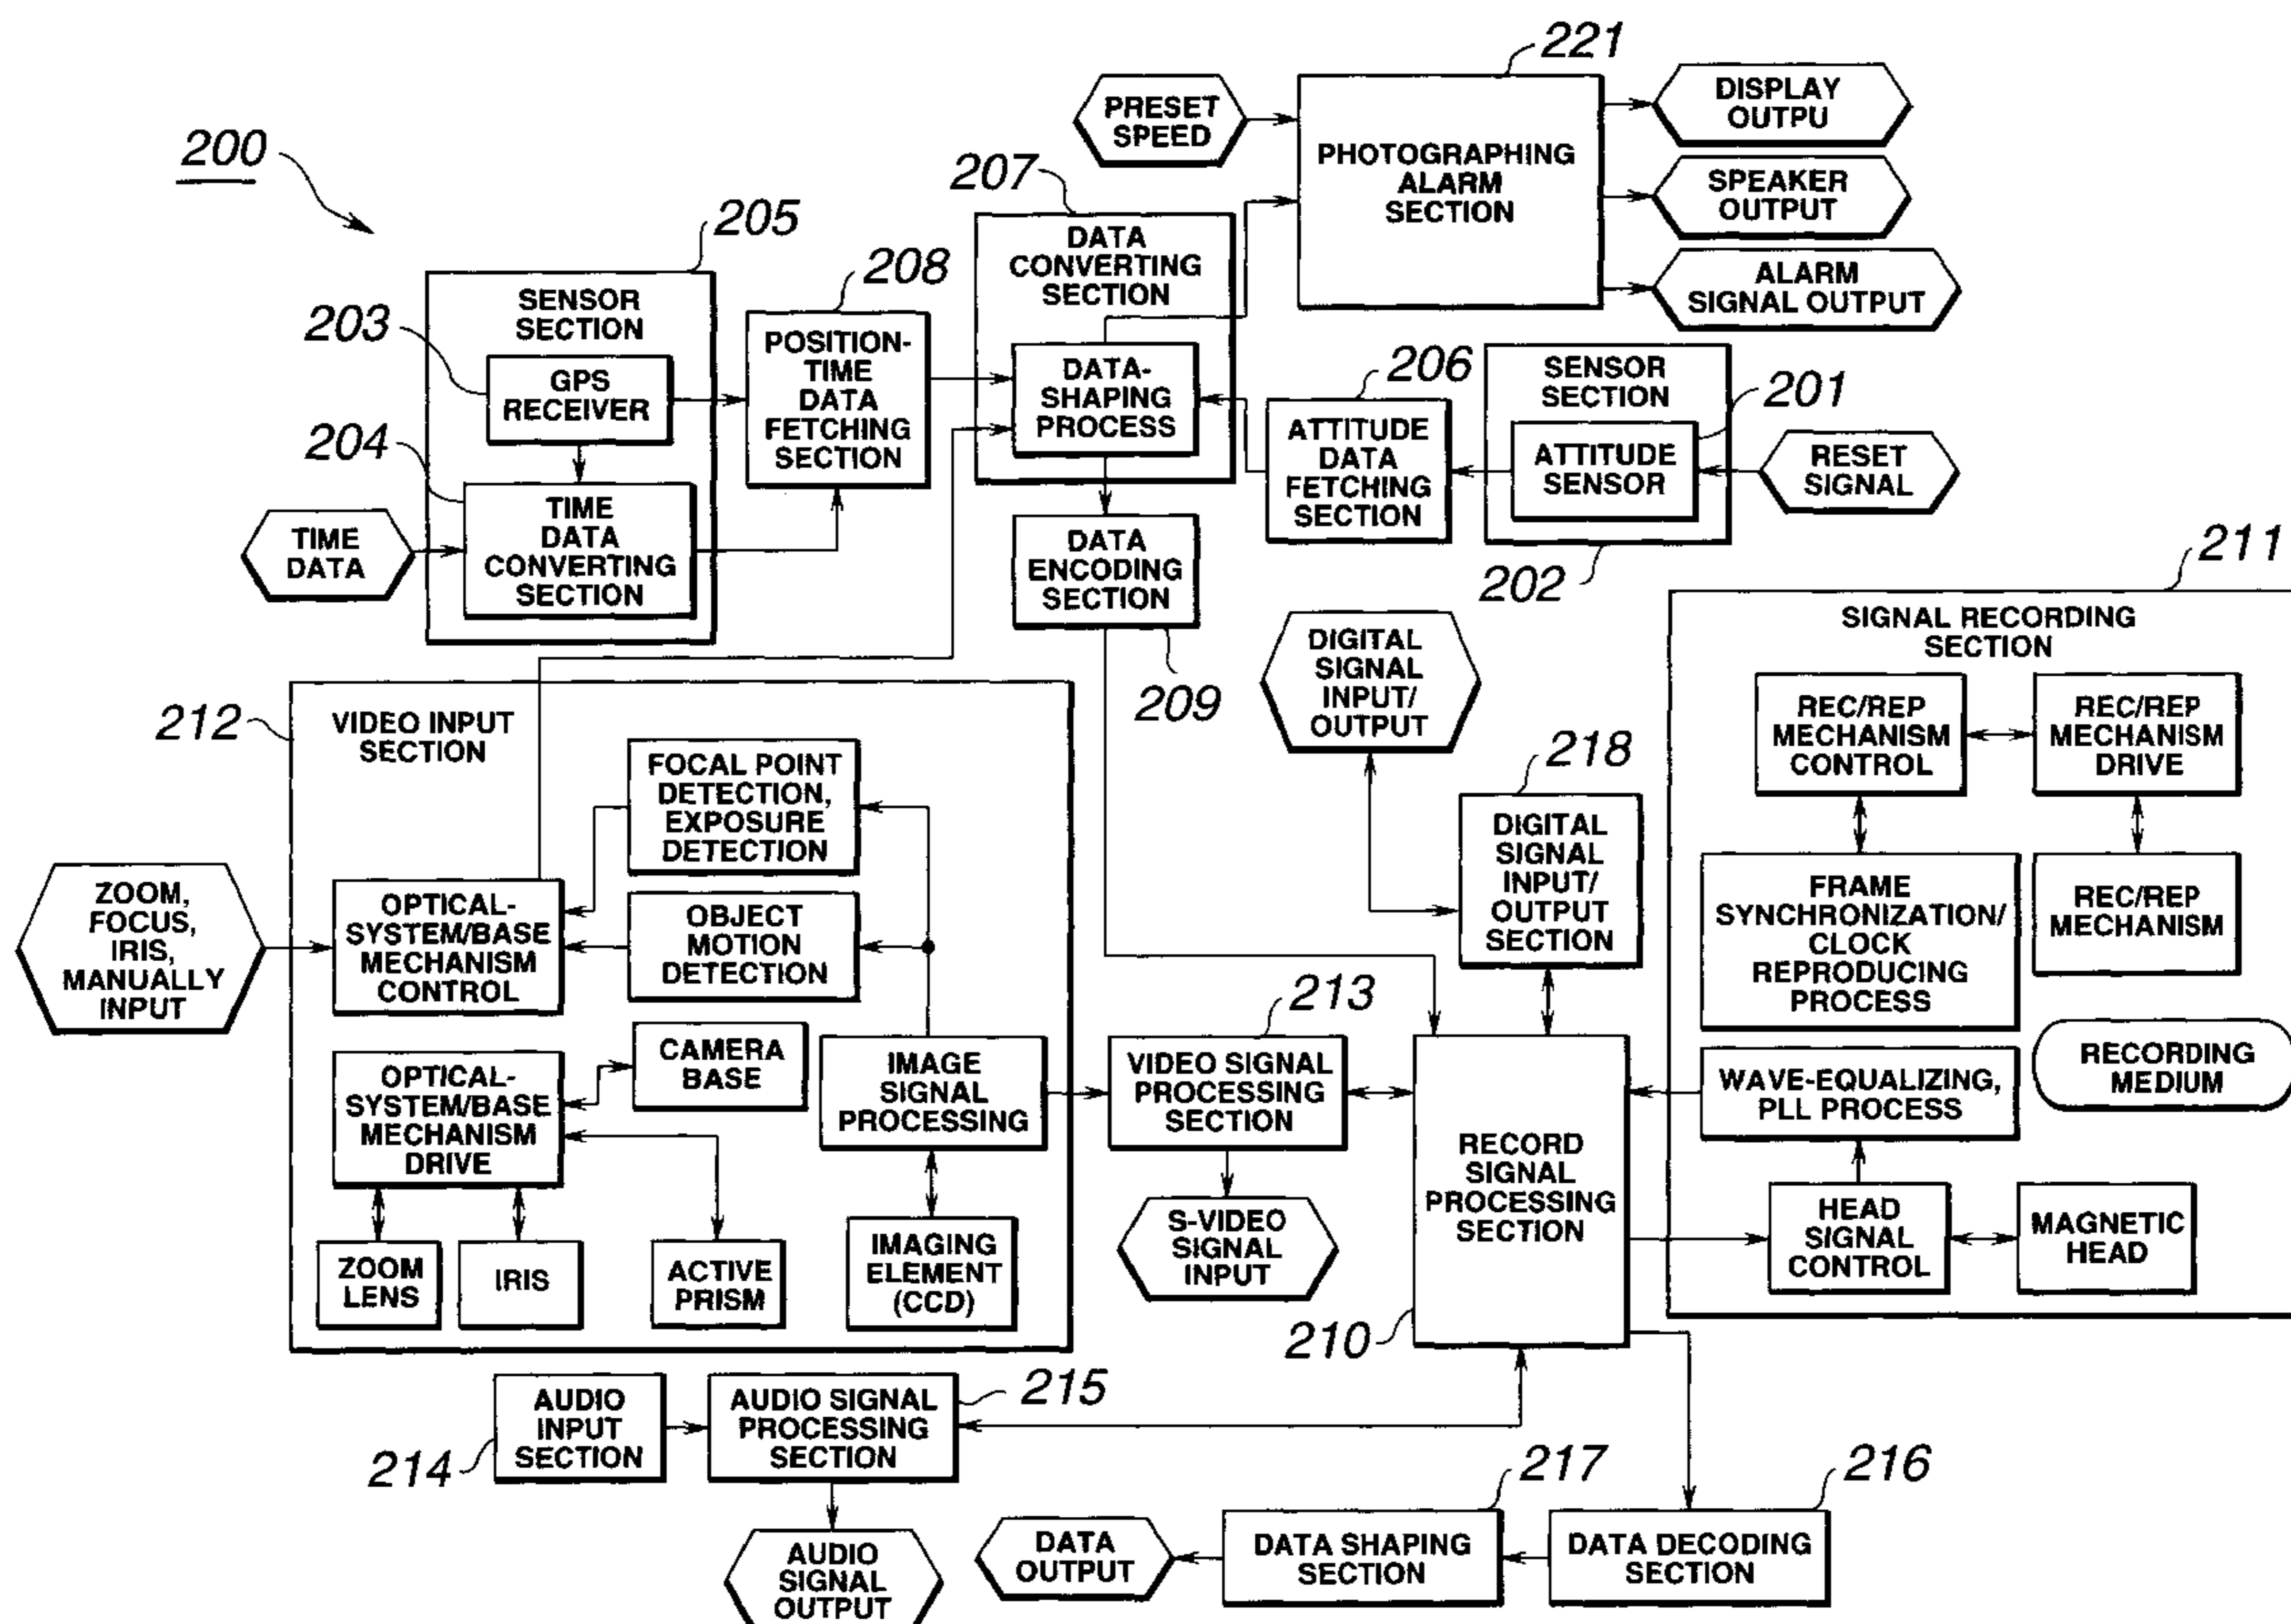 200
221
PRESET
SPEED
PHOTOGRAPHING
ALARM
SECTION
DISPLAY
OUTPU
SPEAKER
OUTPUT
ALARM
SIGNAL OUTPUT
207
DATA
CONVERTING
SECTION
DATA-
SHAPING
PROCESS
205
SENSOR
SECTION
203
GPS
RECEIVER
204
TIME
DATA
CONVERTING
SECTION
TIME
DATA
208
POSITION-
TIME
DATA
FETCHING
SECTION
206
ATTITUDE
DATA
FETCHING
SECTION
SENSOR
SECTION
201
ATTITUDE
SENSOR
RESET
SIGNAL
202
DATA
ENCODING
SECTION
209
DIGITAL
SIGNAL
INPUT/
OUTPUT
218
DIGITAL
SIGNAL
INPUT/
OUTPUT
SECTION
211
SIGNAL RECORDING
SECTION
REC/REP
MECHANISM
CONTROL
REC/REP
MECHANISM
DRIVE
FRAME
SYNCHRONIZATION/
CLOCK
REPRODUCING
PROCESS
REC/REP
MECHANISM
WAVE-EQUALIZING,
PLL PROCESS
RECORDING
MEDIUM
HEAD
SIGNAL
CONTROL
MAGNETIC
HEAD
212
VIDEO INPUT
SECTION
FOCAL POINT
DETECTION,
EXPOSURE
DETECTION
ZOOM,
FOCUS,
IRIS,
MANUALLY
INPUT
OPTICAL-
SYSTEM/BASE
MECHANISM
CONTROL
OBJECT
MOTION
DETECTION
OPTICAL-
SYSTEM/BASE
MECHANISM
DRIVE
CAMERA
BASE
IMAGE
SIGNAL
PROCESSING
ZOOM
LENS
IRIS
ACTIVE
PRISM
IMAGING
ELEMENT
(CCD)
213
VIDEO SIGNAL
PROCESSING
SECTION
S-VIDEO
SIGNAL
INPUT
RECORD
SIGNAL
PROCESSING
SECTION
210
214
AUDIO
INPUT
SECTION
215
AUDIO SIGNAL
PROCESSING
SECTION
AUDIO
SIGNAL
OUTPUT
DATA
OUTPUT
217
DATA SHAPING
SECTION
216
DATA DECODING
SECTION